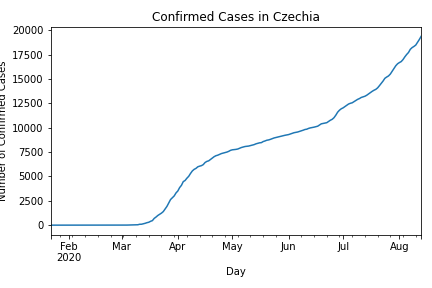 Confirmed Cases in Czechia
20000
17500
15000
12500
10000
7500
5000
2500
0
Number of Confirmed Cases
Feb Mar Apr May Jun Jul Aug
2020
Day